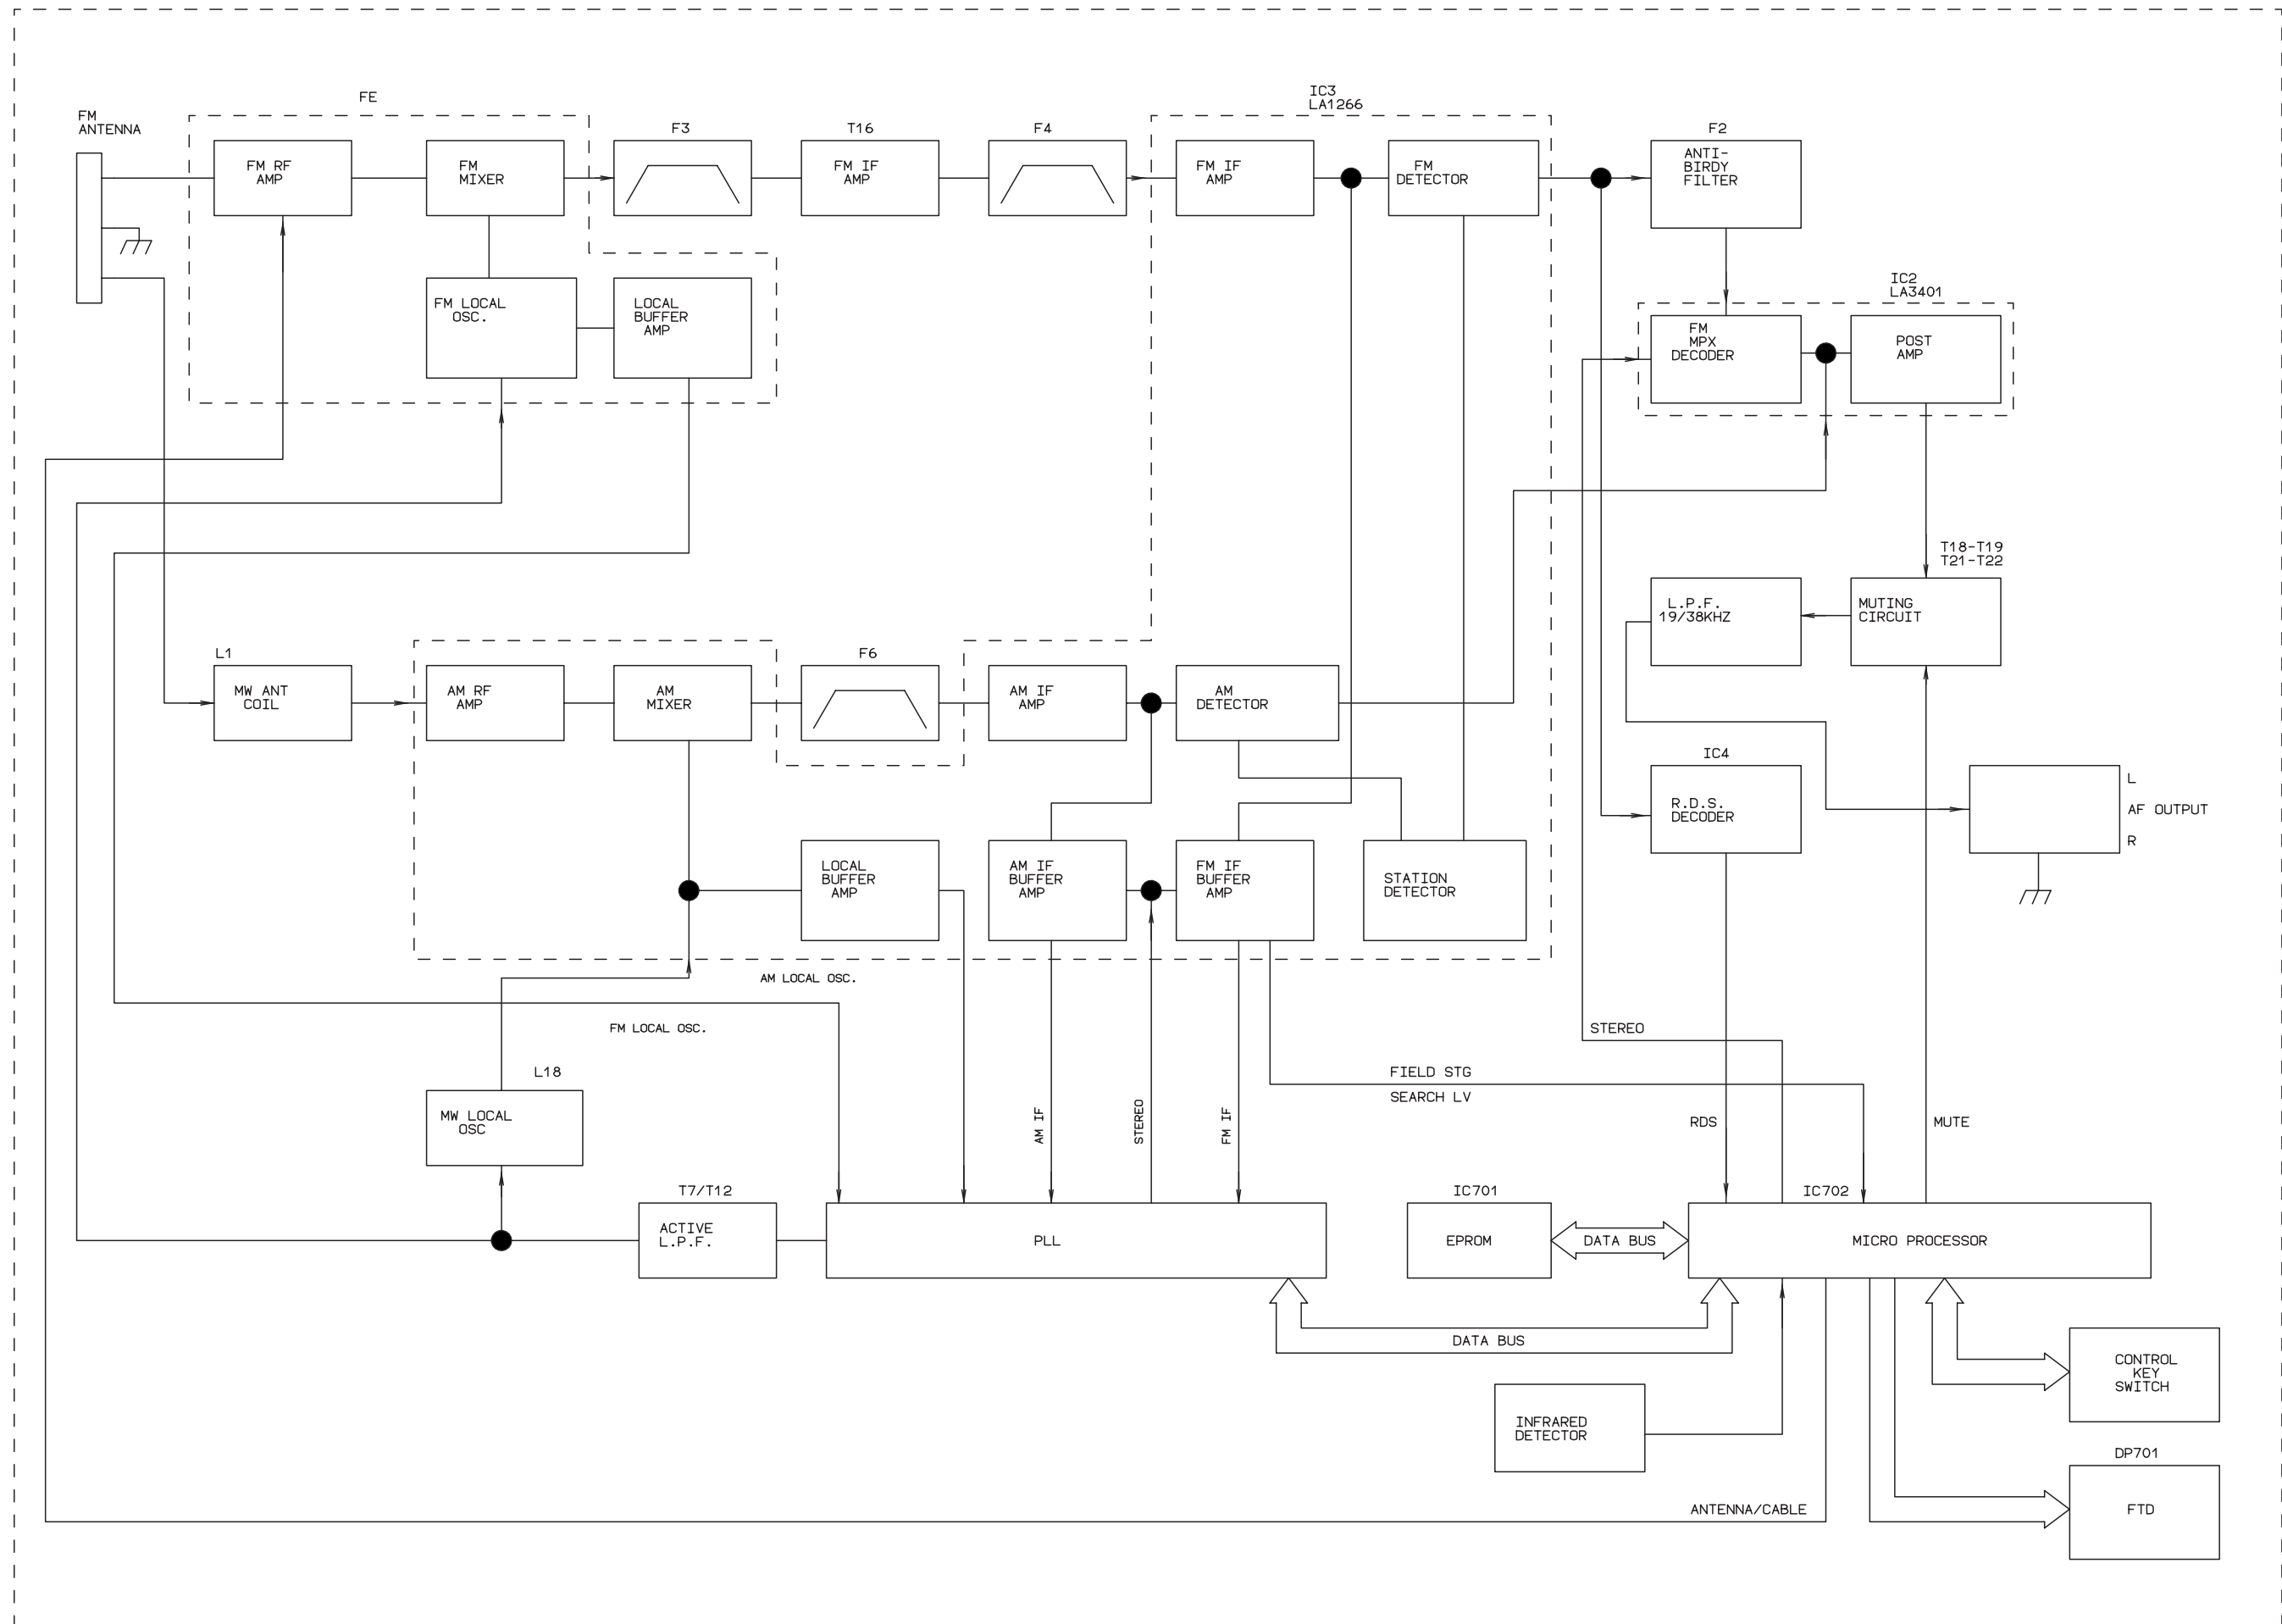 FE
IC3
LA1266
FM
ANTENNA
F3
T16
F4
F2
FM RF
AMP
FM
MIXER
FM IF
AMP
FM IF
AMP
FM
DETECTOR
ANTI-
BIRDY
FILTER
IC2
LA3401
FM LOCAL
OSC.
LOCAL
BUFFER
AMP
FM
MPX
DECODER
POST
AMP
T18-T19
T21-T22
L.P.F.
19/38KHZ
MUTING
CIRCUIT
L1
F6
MW ANT
COIL
AM RF
AMP
AM
MIXER
AM IF
AMP
AM
DETECTOR
IC4
R.D.S.
DECODER
L
AF OUTPUT
R
LOCAL
BUFFER
AMP
AM IF
BUFFER
AMP
FM IF
BUFFER
AMP
STATION
DETECTOR
AM LOCAL OSC.
FM LOCAL OSC.
STEREO
L18
FIELD STG
SEARCH LV
MW LOCAL
OSC
AM IF
STEREO
FM IF
RDS
MUTE
T7/T12
IC701
IC702
ACTIVE
L.P.F.
PLL
EPROM
DATA BUS
MICRO PROCESSOR
DATA BUS
CONTROL
KEY
SWITCH
INFRARED
DETECTOR
DP701
ANTENNA/CABLE
FTD